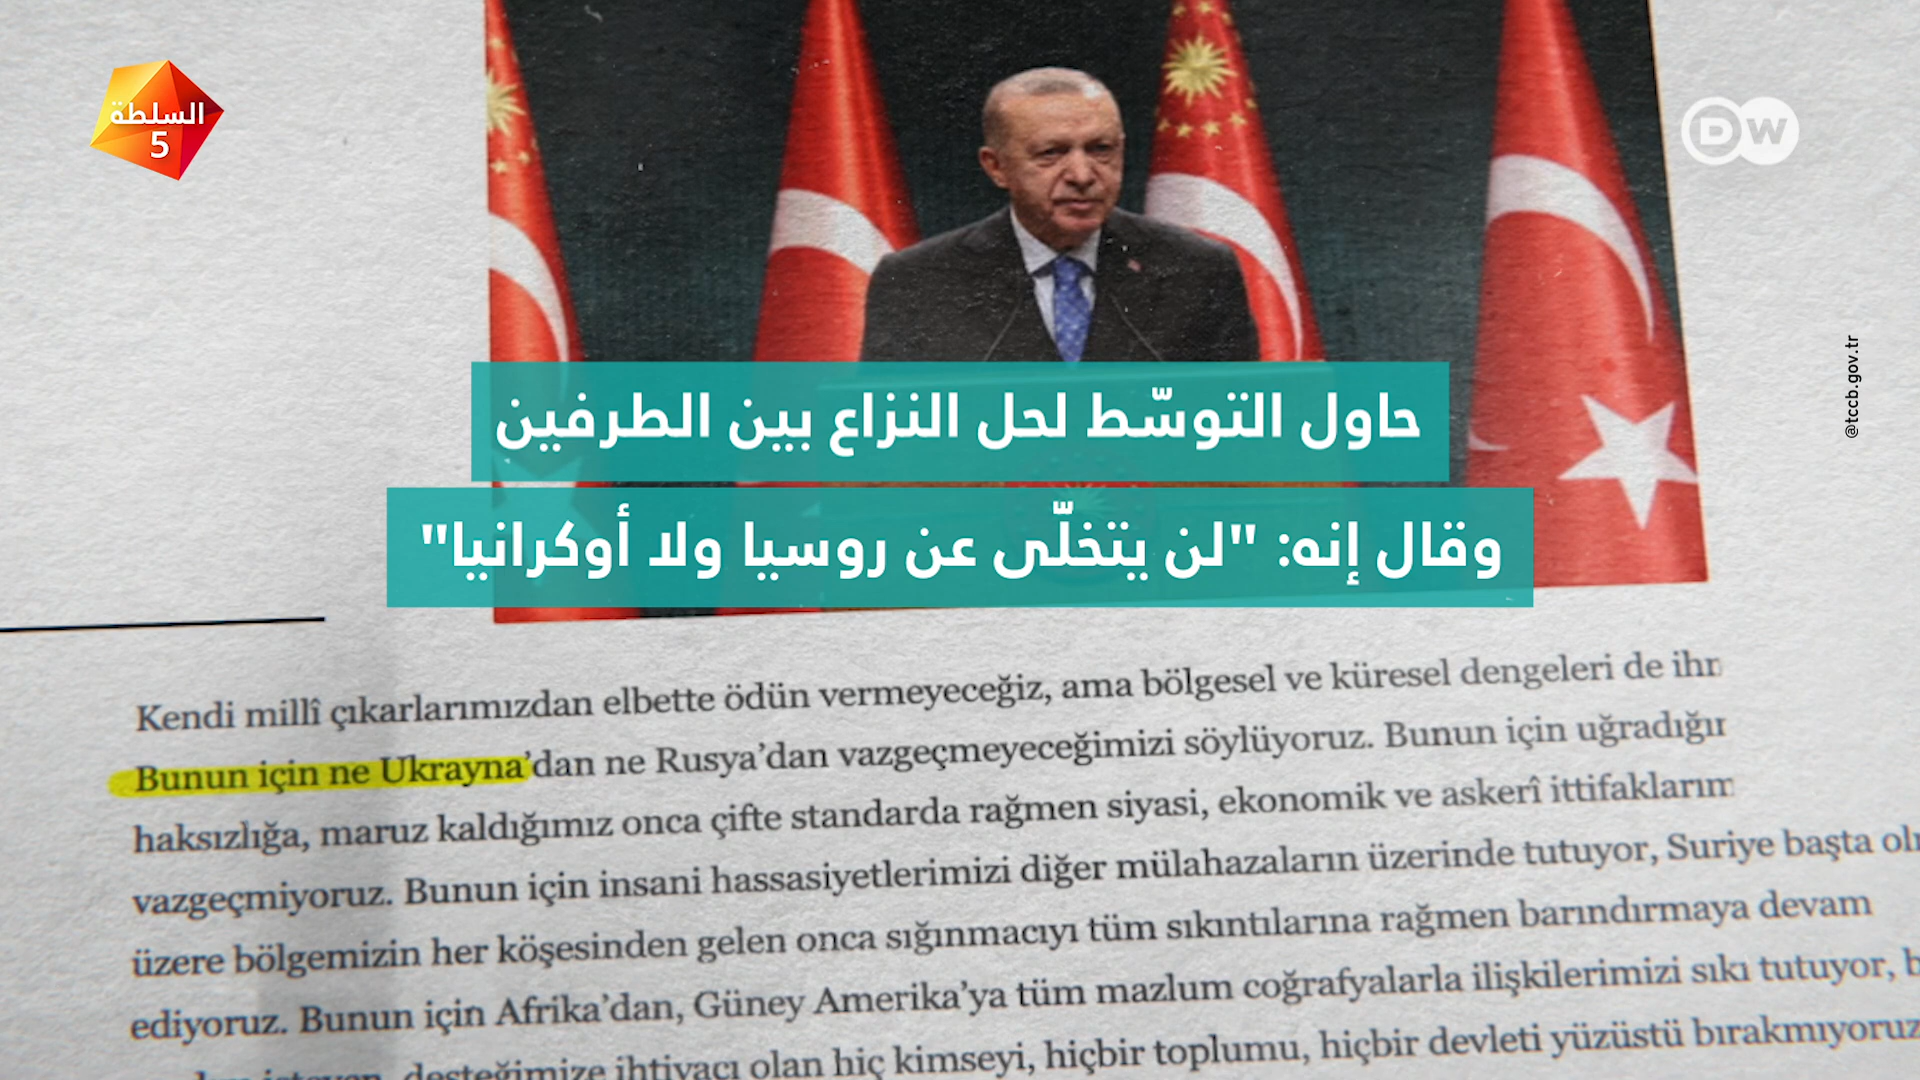 السلطة
5
DW
@tccb.gov.tr
حاول التوسّط لحل النزاع بين الطرفين
وقال إنه: "لن يتخلّى عن روسيا ولا أوكرانيا"
Kendi millî çıkarlarımızdan elbette ödün vermeyeceğiz, ama bölgesel ve küresel dengeleri de
Bunun için ne Ukrayna’dan ne Rusya’dan vazgeçmeyeceğimizi söylüyoruz. Bunun için
haksızlığa, maruz kaldığımız onca çifte standarda rağmen siyasi, ekonomik ve askerî
vazgeçmiyoruz. Bunun için insani hassasiyetlerimizi diğer mülahazaların üzerinde tutuyor, Suriye başta
üzere bölgemizin her köşesinden gelen onca sığınmacıyı tüm sıkıntılarına rağmen barındırmaya devam
ediyoruz. Bunun için Afrika’dan, Güney Amerika’ya tüm mazlum coğrafyalarla ilişkilerimizi sıkı tutuyor,
desteğimize ihtiyacı olan hiç kimseyi, hiçbir toplumu, hiçbir devleti yüzüstü bırakmıyoruz